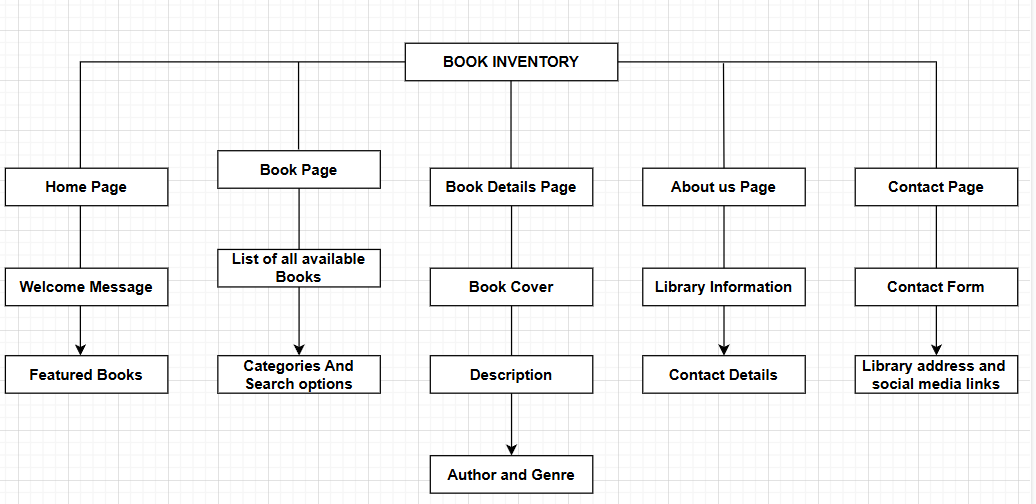 BOOK INVENTORY
Home Page
Book Page
Book Details Page
About us Page
Contact Page
Welcome Message
List of all available
Books
Book Cover
Library Information
Contact Form
Featured Books
Categories And
Search options
Description
Contact Details
Library address and
social media links
Author and Genre